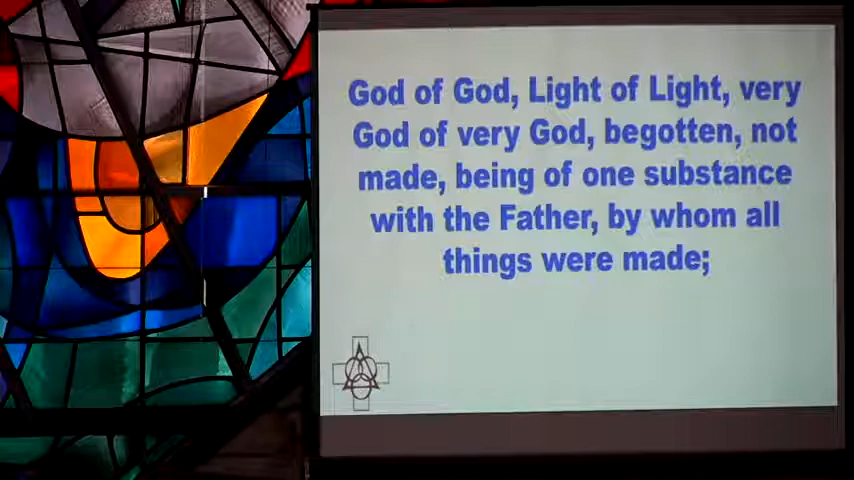 God of God, Light of Light, very
God of very God, begotten, not
made, being of one substance
with the Father, by whom all
things were made;